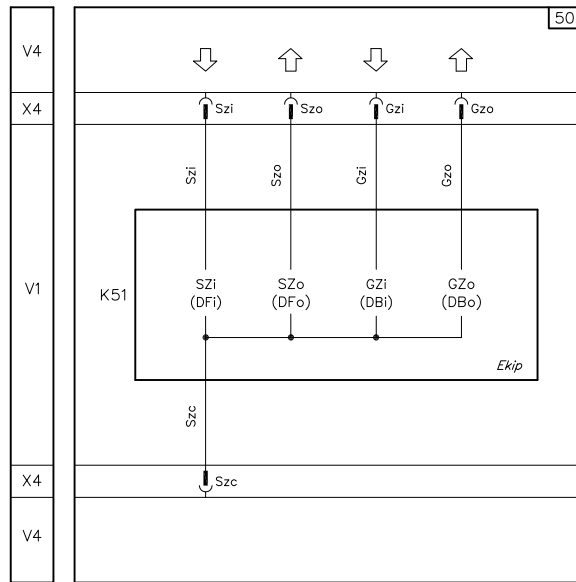 50
V4
X4
Szi Szo Gzi Gzo
Szi Szo Gzi Gzo
V1
K51
SZi SZo GZi GZo
(DFi) (DFo) (DBi) (DBo)
Ekip
Szc
X4
Szc
V4